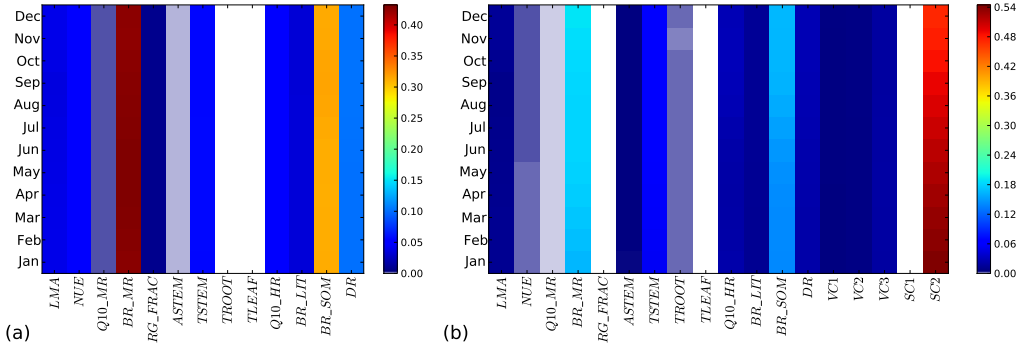 Dec
Nov
Oct
Sep
Aug
Jul
Jun
May
Apr
Mar
Feb
Jan
LMA
NUE
Q10_MR
BR_MR
RG_FRAC
ASTEM
TSTEM
TROOT
TLEAF
Q10_HR
BR_LIT
BR_SOM
DR
0.40
0.35
0.30
0.25
0.20
0.15
0.10
0.05
0.00
(a)
Dec
Nov
Oct
Sep
Aug
Jul
Jun
May
Apr
Mar
Feb
Jan
LMA
NUE
Q10_MR
BR_MR
RG_FRAC
ASTEM
TSTEM
TROOT
TLEAF
Q10_HR
BR_LIT
BR_SOM
DR
VC1
VC2
VC3
SC1
SC2
0.54
0.48
0.42
0.36
0.30
0.24
0.18
0.12
0.06
0.00
(b)